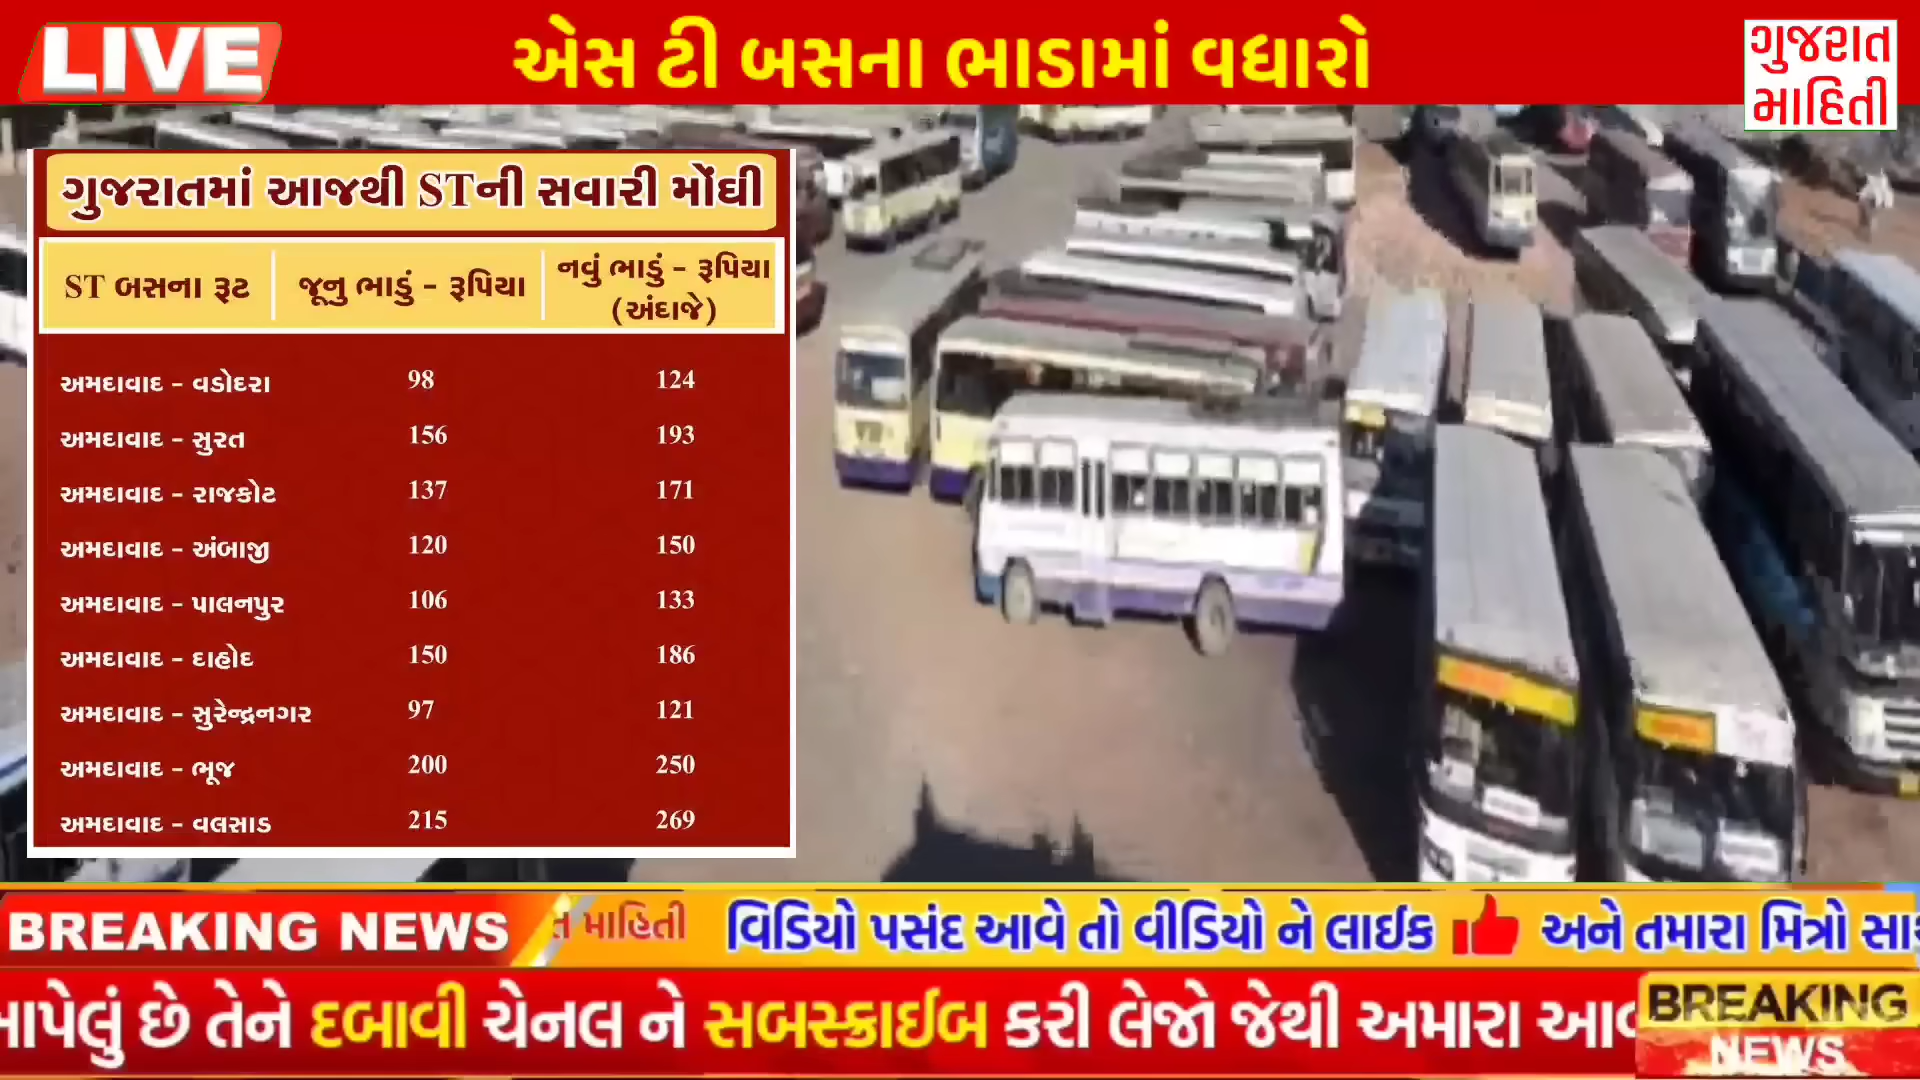 LIVE
એસ ટી બસના ભાડામાં વધારો
ગુજરાત
માહિતી
ગુજરાતમાં આજથી STની સવારી મોંઘી
ST બસના રૂટ
જૂનુ ભાડું - રૂપિયા
નવું ભાડું - રૂપિયા
(અંદાજે)
અમદાવાદ - વડોદરા 98 124
અમદાવાદ - સુરત 156 193
અમદાવાદ - રાજકોટ 137 171
અમદાવાદ - અંબાજી 120 150
અમદાવાદ - પાલનપુર 106 133
અમદાવાદ - દાહોદ 150 186
અમદાવાદ - સુરેન્દ્રનગર 97 121
અમદાવાદ - ભૂજ 200 250
અમદાવાદ - વલસાડ 215 269
BREAKING NEWS
માહિતી વિડિયો પસંદ આવે તો વીડિયો ને લાઈક અને તમારા મિત્રો
છે તેને દબાવી ચેનલ ને સબસ્ક્રાઈબ કરી લેજો જેથી અમારા
BREAKING
NEWS